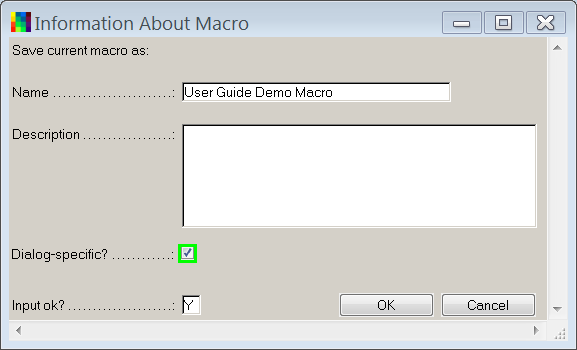 Information About Macro
Save current macro as:
Name ........................: User Guide Demo Macro
Description ..................:
Dialog-specific? ............:
Input ok? .....................: Y OK Cancel